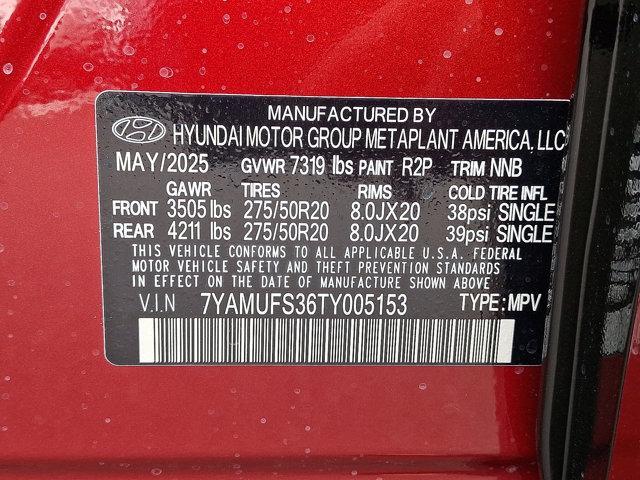 MANUFACTURED BY
HYUNDAI MOTOR GROUP METAPLANT AMERICA, LLC
MAY/2025 GVWR 7319 lbs PAINT R2P TRIM NNB
GAWR TIRES RIMS COLD TIRE INFL
FRONT 3505 lbs 275/50R20 8.0JX20 38psi SINGLE
REAR 4211 lbs 275/50R20 8.0JX20 39psi SINGLE
THIS VEHICLE CONFORMS TO ALL APPLICABLE U.S.A. FEDERAL
MOTOR VEHICLE SAFETY AND THEFT PREVENTION STANDARDS
IN EFFECT ON THE DATE OF MANUFACTURE SHOWN ABOVE.
V.I.N 7YAMUFS36TY005153 TYPE: MPV